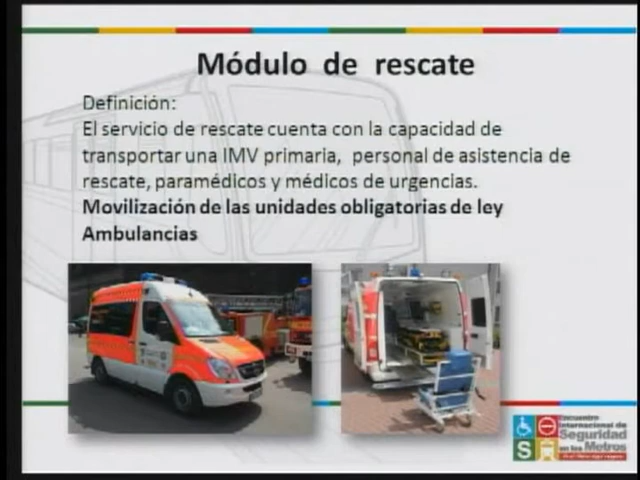 Módulo de rescate
Definición:
El servicio de rescate cuenta con la capacidad de
transportar una IMV primaria, personal de asistencia de
rescate, paramédicos y médicos de urgencias.
Movilización de las unidades obligatorias de ley
Ambulancias
Encuentro
Internacional de
Seguridad
en los Metros
S